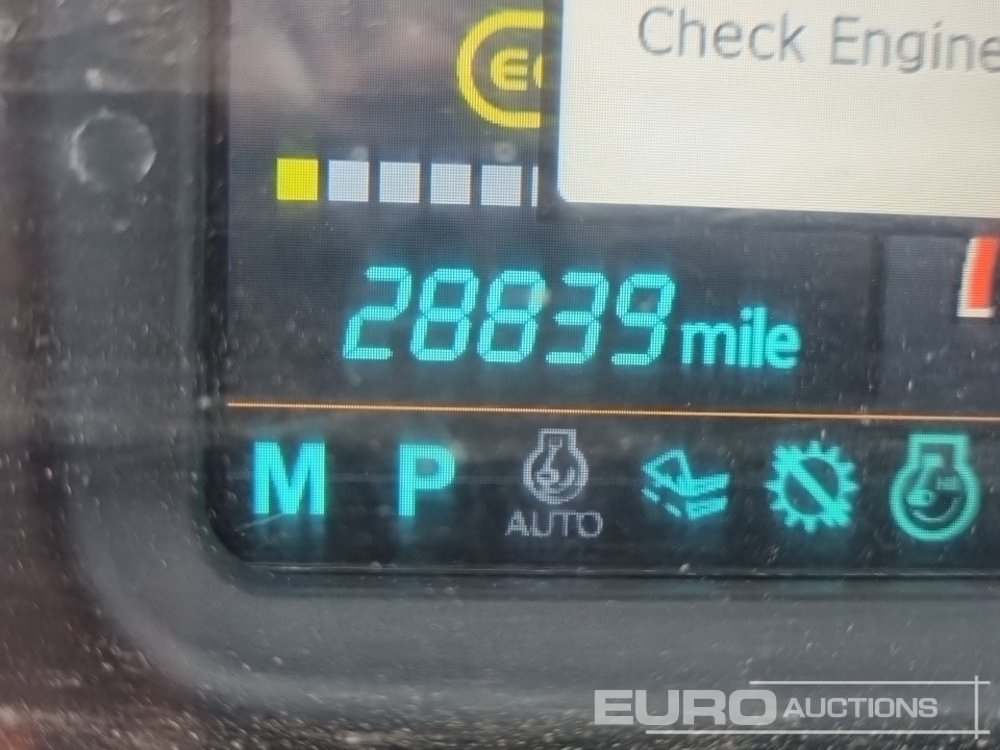 Check Engine
28839 mile
M P AUTO
EURO AUCTIONS